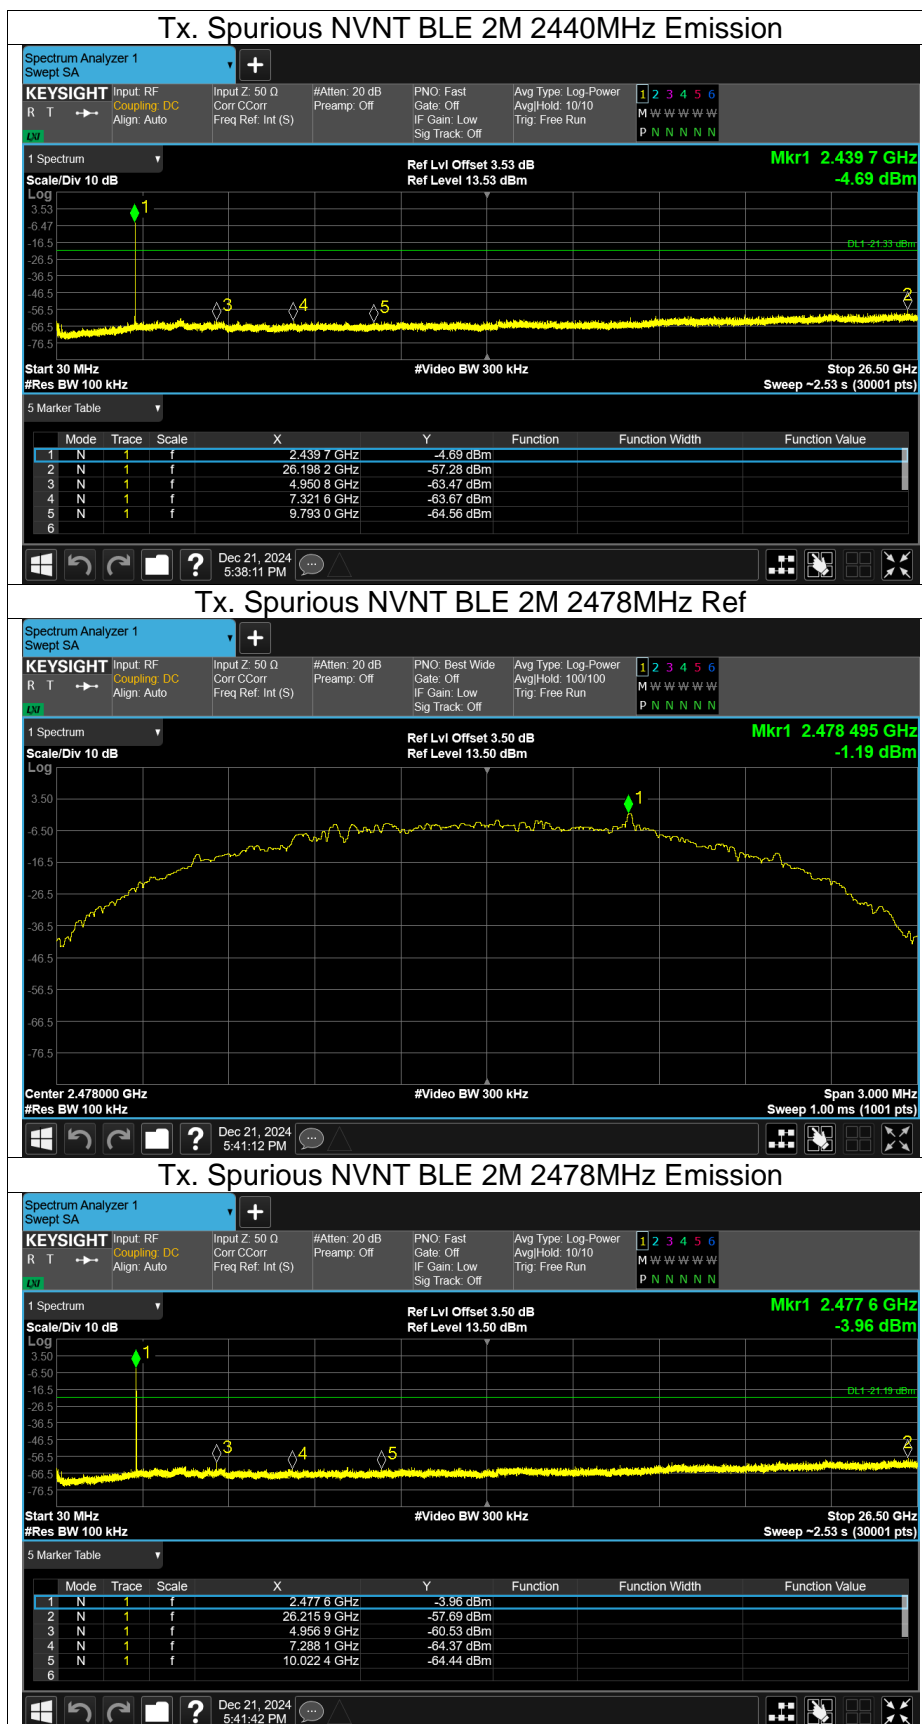 Tx. Spurious NVNT BLE 2M 2440MHz Emission
Spectrum Analyzer 1
Swept SA
+
KEYSIGHT Input: RF Input Z: 50 Ω #Atten: 20 dB PNO: Fast Avg Type: Log-Power 1 2 3 4 5 6
R T Coupling: DC Corr CCorr Preamp: Off Gate: Off Avg|Hold: 10/10 M W W W W W
Align: Auto Freq Ref: Int (S) IF Gain: Low Trig: Free Run
LXI Sig Track: Off P N N N N N
1 Spectrum Ref Lvl Offset 3.53 dB Mkr1 2.439 7 GHz
Scale/Div 10 dB Ref Level 13.53 dBm -4.69 dBm
Log
3.53 1
-6.47
-16.5 DL1 -21.33 dBm
-26.5
-36.5
-46.5 2
-56.5 3 4 5
-66.5
-76.5
Start 30 MHz #Video BW 300 kHz Stop 26.50 GHz
#Res BW 100 kHz Sweep ~2.53 s (30001 pts)
5 Marker Table
Mode Trace Scale X Y Function Function Width Function Value
1 N 1 f 2.439 7 GHz -4.69 dBm
2 N 1 f 26.198 2 GHz -57.28 dBm
3 N 1 f 4.950 8 GHz -63.47 dBm
4 N 1 f 7.321 6 GHz -63.67 dBm
5 N 1 f 9.793 0 GHz -64.56 dBm
6
? Dec 21, 2024
5:38:11 PM
Tx. Spurious NVNT BLE 2M 2478MHz Ref
Spectrum Analyzer 1
Swept SA
+
KEYSIGHT Input: RF Input Z: 50 Ω #Atten: 20 dB PNO: Best Wide Avg Type: Log-Power 1 2 3 4 5 6
R T Coupling: DC Corr CCorr Preamp: Off Gate: Off Avg|Hold: 100/100 M W W W W W
Align: Auto Freq Ref: Int (S) IF Gain: Low Trig: Free Run
LXI Sig Track: Off P N N N N N
1 Spectrum Ref Lvl Offset 3.50 dB Mkr1 2.478 495 GHz
Scale/Div 10 dB Ref Level 13.50 dBm -1.19 dBm
Log
3.50 1
-6.50
-16.5
-26.5
-36.5
-46.5
-56.5
-66.5
-76.5
Center 2.478000 GHz #Video BW 300 kHz Span 3.000 MHz
#Res BW 100 kHz Sweep 1.00 ms (1001 pts)
? Dec 21, 2024
5:41:12 PM
Tx. Spurious NVNT BLE 2M 2478MHz Emission
Spectrum Analyzer 1
Swept SA
+
KEYSIGHT Input: RF Input Z: 50 Ω #Atten: 20 dB PNO: Fast Avg Type: Log-Power 1 2 3 4 5 6
R T Coupling: DC Corr CCorr Preamp: Off Gate: Off Avg|Hold: 10/10 M W W W W W
Align: Auto Freq Ref: Int (S) IF Gain: Low Trig: Free Run
LXI Sig Track: Off P N N N N N
1 Spectrum Ref Lvl Offset 3.50 dB Mkr1 2.477 6 GHz
Scale/Div 10 dB Ref Level 13.50 dBm -3.96 dBm
Log
3.50 1
-6.50
-16.5 DL1 -21.19 dBm
-26.5
-36.5
-46.5 3 2
-56.5 4 5
-66.5
-76.5
Start 30 MHz #Video BW 300 kHz Stop 26.50 GHz
#Res BW 100 kHz Sweep ~2.53 s (30001 pts)
5 Marker Table
Mode Trace Scale X Y Function Function Width Function Value
1 N 1 f 2.477 6 GHz -3.96 dBm
2 N 1 f 26.215 9 GHz -57.69 dBm
3 N 1 f 4.956 9 GHz -60.53 dBm
4 N 1 f 7.288 1 GHz -64.37 dBm
5 N 1 f 10.022 4 GHz -64.44 dBm
6
? Dec 21, 2024
5:41:42 PM